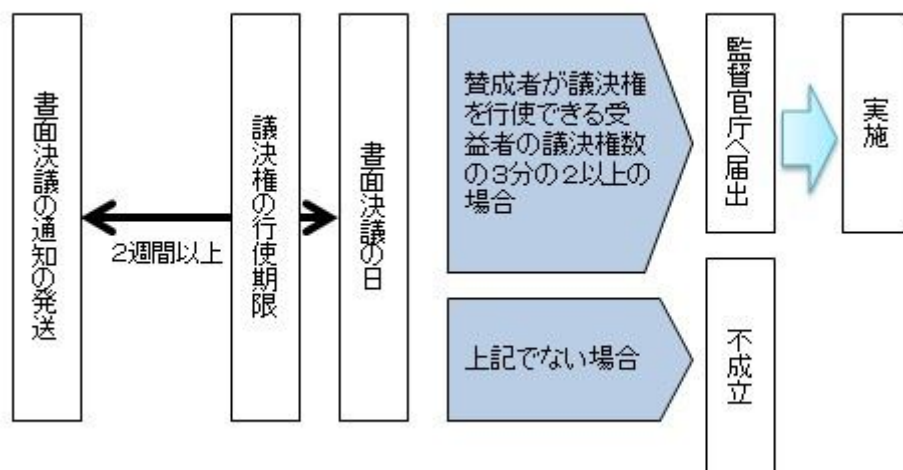 書面決議の通知の発送
2週間以上
議決権の行使期限
書面決議の日
賛成者が議決権
を行使できる受
益者の議決権数
の3分の2以上の
場合
監督官庁へ届出
実施
上記でない場合
不成立